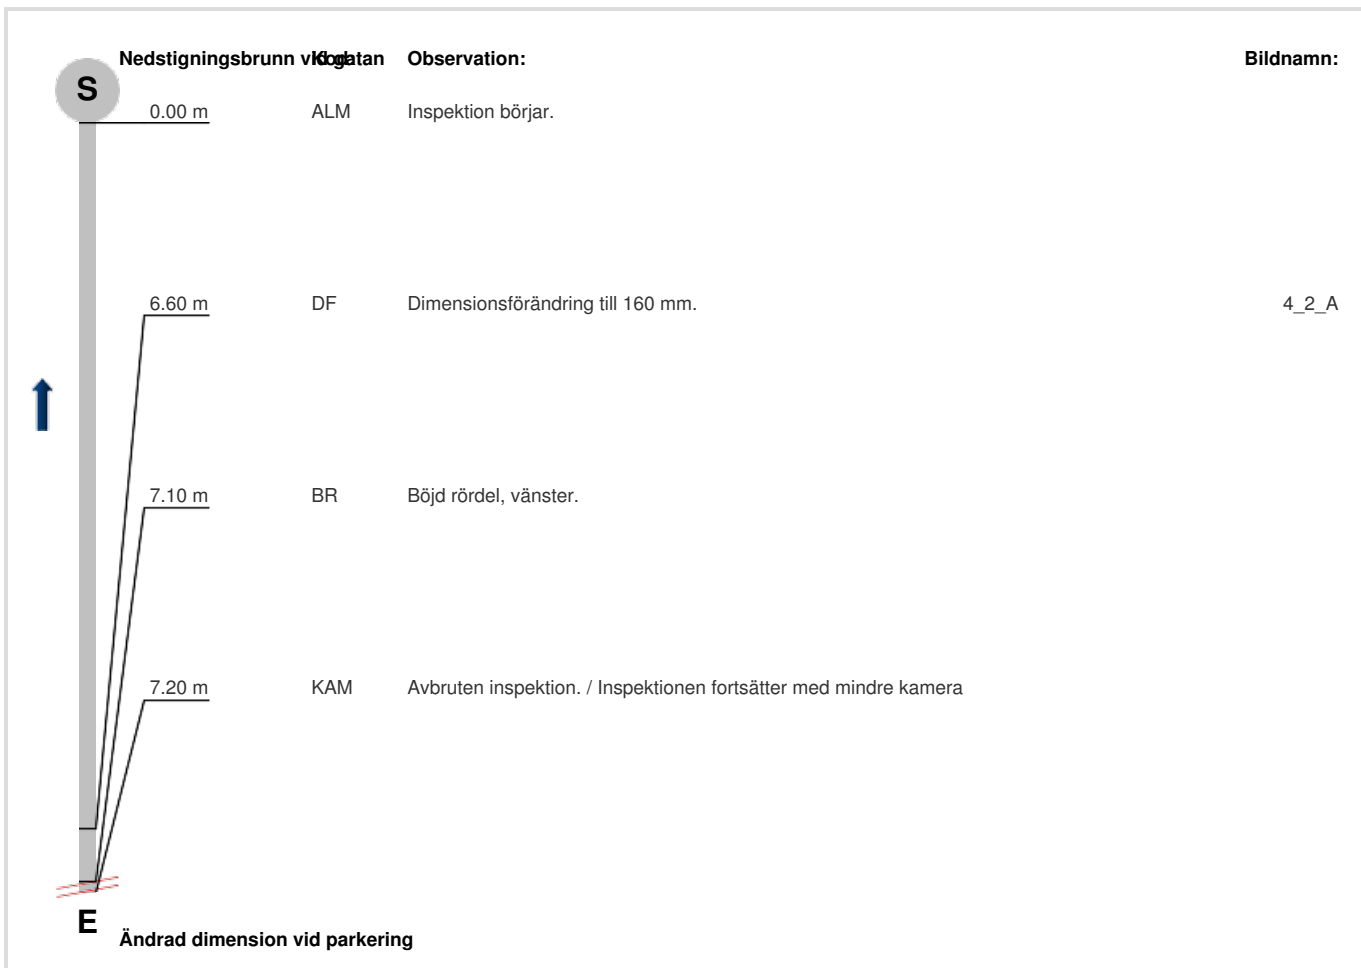 Nedstigningsbrunn vid gatan Kod: Observation: Bildnamn:
S
0.00 m ALM Inspektion börjar.
6.60 m DF Dimensionsförändring till 160 mm. 4_2_A
7.10 m BR Böjd rördel, vänster.
7.20 m KAM Avbruten inspektion. / Inspektionen fortsätter med mindre kamera
E
Ändrad dimension vid parkering